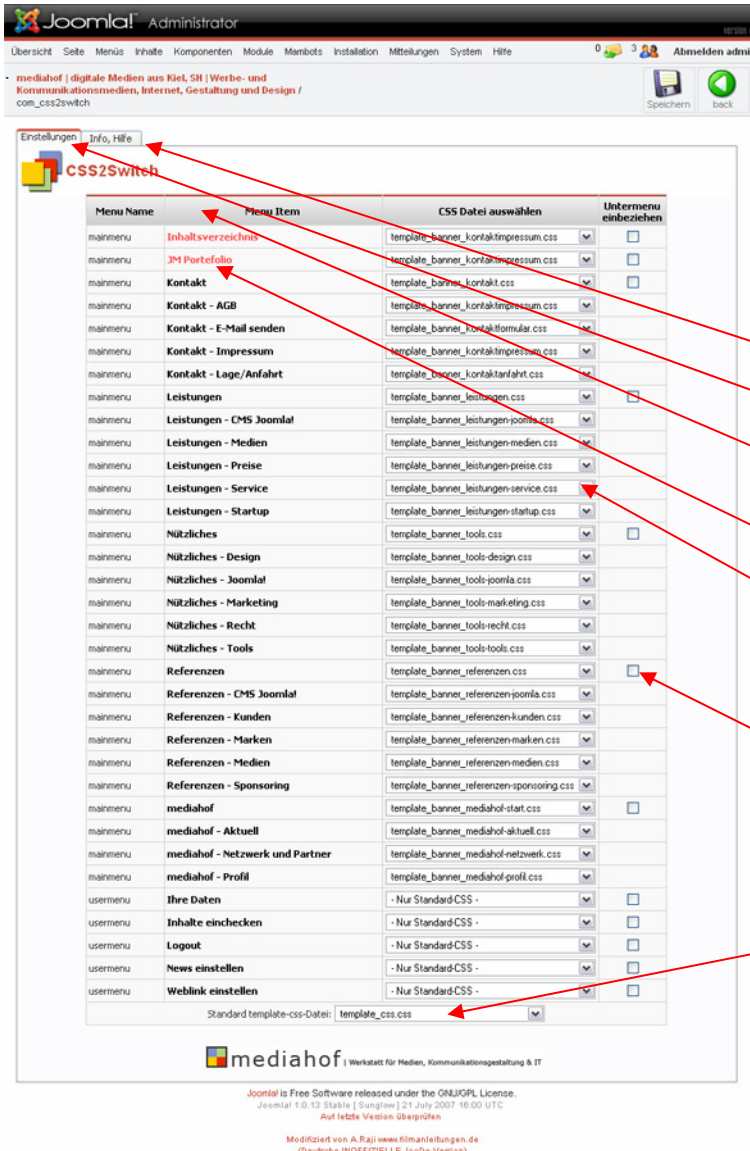 Joomla! Administrator
version
Übersicht Seite Menüs Inhalte Komponenten Module Mambots Installation Mitteilungen System Hilfe 0 3 Abmelden admi
mediahof | digitale Medien aus Kiel, SH | Werbe- und
Kommunikationsmedien, Internet, Gestaltung und Design /
com_css2switch
Speichern back
Einstellungen Info, Hilfe
CSS2Switch
Menu Name Menu Item CSS Datei auswählen Untermenu einbeziehen
mainmenu Inhaltsverzeichnis template_banner_kontaktimpressum.css
mainmenu JM Portefolio template_banner_kontaktimpressum.css
mainmenu Kontakt template_banner_kontakt.css
mainmenu Kontakt - AGB template_banner_kontaktimpressum.css
mainmenu Kontakt - E-Mail senden template_banner_kontaktformular.css
mainmenu Kontakt - Impressum template_banner_kontaktimpressum.css
mainmenu Kontakt - Lage/Anfahrt template_banner_kontaktanfahrt.css
mainmenu Leistungen template_banner_leistungen.css
mainmenu Leistungen - CMS Joomla! template_banner_leistungen-joomla.css
mainmenu Leistungen - Medien template_banner_leistungen-medien.css
mainmenu Leistungen - Preise template_banner_leistungen-preise.css
mainmenu Leistungen - Service template_banner_leistungen-service.css
mainmenu Leistungen - Startup template_banner_leistungen-startup.css
mainmenu Nützliches template_banner_tools.css
mainmenu Nützliches - Design template_banner_tools-design.css
mainmenu Nützliches - Joomla! template_banner_tools-joomla.css
mainmenu Nützliches - Marketing template_banner_tools-marketing.css
mainmenu Nützliches - Recht template_banner_tools-recht.css
mainmenu Nützliches - Tools template_banner_tools-tools.css
mainmenu Referenzen template_banner_referenzen.css
mainmenu Referenzen - CMS Joomla! template_banner_referenzen-joomla.css
mainmenu Referenzen - Kunden template_banner_referenzen-kunden.css
mainmenu Referenzen - Marken template_banner_referenzen-marken.css
mainmenu Referenzen - Medien template_banner_referenzen-medien.css
mainmenu Referenzen - Sponsoring template_banner_referenzen-sponsoring.css
mainmenu mediahof template_banner_mediahof-start.css
mainmenu mediahof - Aktuell template_banner_mediahof-aktuell.css
mainmenu mediahof - Netzwerk und Partner template_banner_mediahof-netzwerk.css
mainmenu mediahof - Profil template_banner_mediahof-profil.css
usermenu Ihre Daten - Nur Standard-CSS -
usermenu Inhalte einchecken - Nur Standard-CSS -
usermenu Logout - Nur Standard-CSS -
usermenu News einstellen - Nur Standard-CSS -
usermenu Weblink einstellen - Nur Standard-CSS -
Standard template-css-Datei: template_css.css
mediahof | Werkstatt für Medien, Kommunikationsgestaltung & IT
Joomla! is Free Software released under the GNU/GPL License.
Joomla! 1.0.13 Stable [ Sunglow ] 21 July 2007 16:00 UTC
Auf letzte Version überprüfen
Modifiziert von A.Raji www.filmanleitungen.de
(Deutsche INOFFIZIELLE JooDe Version)